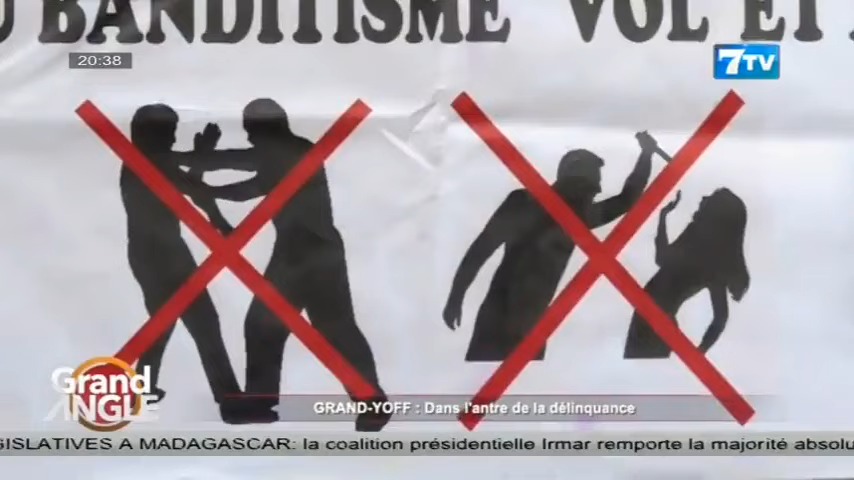 BANDITISME VOL ET
20:38
7TV
Grand
ANGLE
GRAND-YOFF : Dans l'antre de la délinquance
GISLATIVES A MADAGASCAR: la coalition présidentielle Irmar remporte la majorité absolu